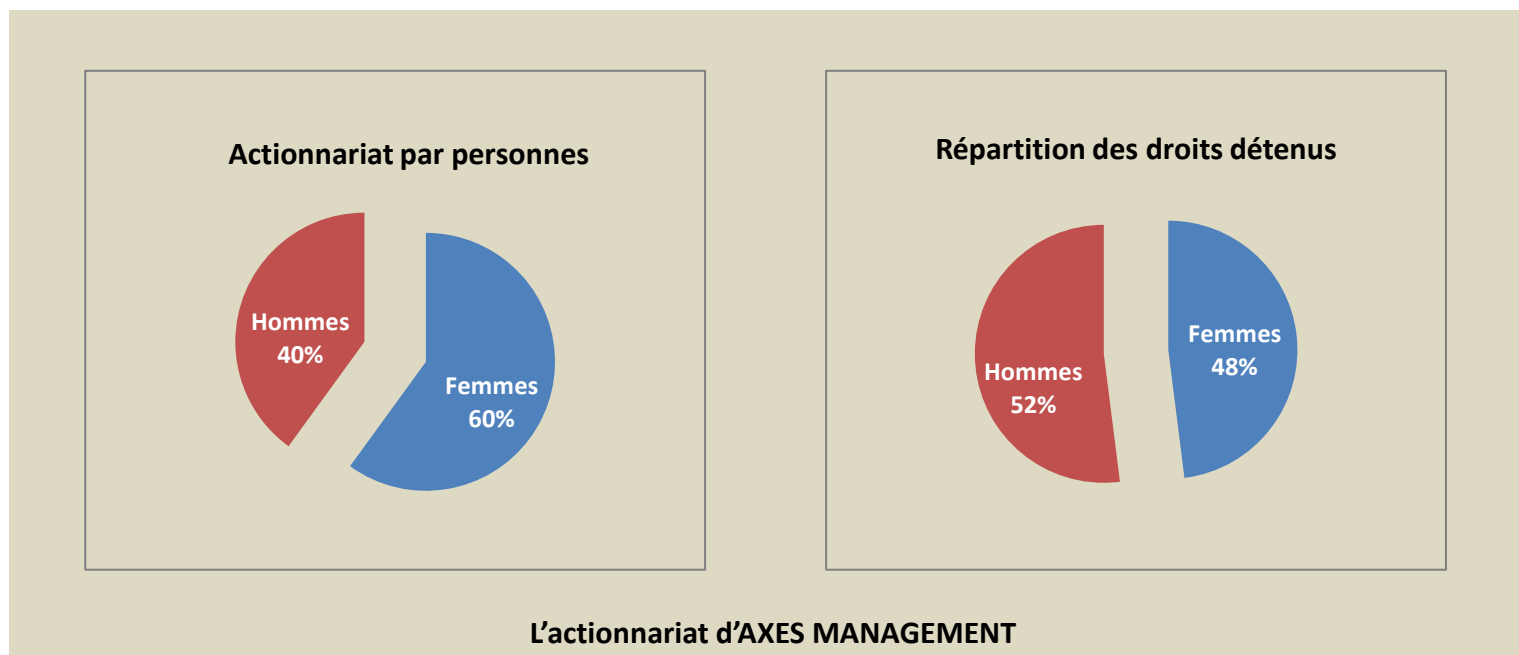 Actionnariat par personnes
Hommes
40%
Femmes
60%
Répartition des droits détenus
Hommes
52%
Femmes
48%
L’actionnariat d’AXES MANAGEMENT